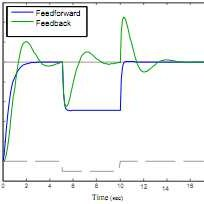 Feedforward
Feedback
0 2 4 6 8 10 12 14 16
Time (sec)